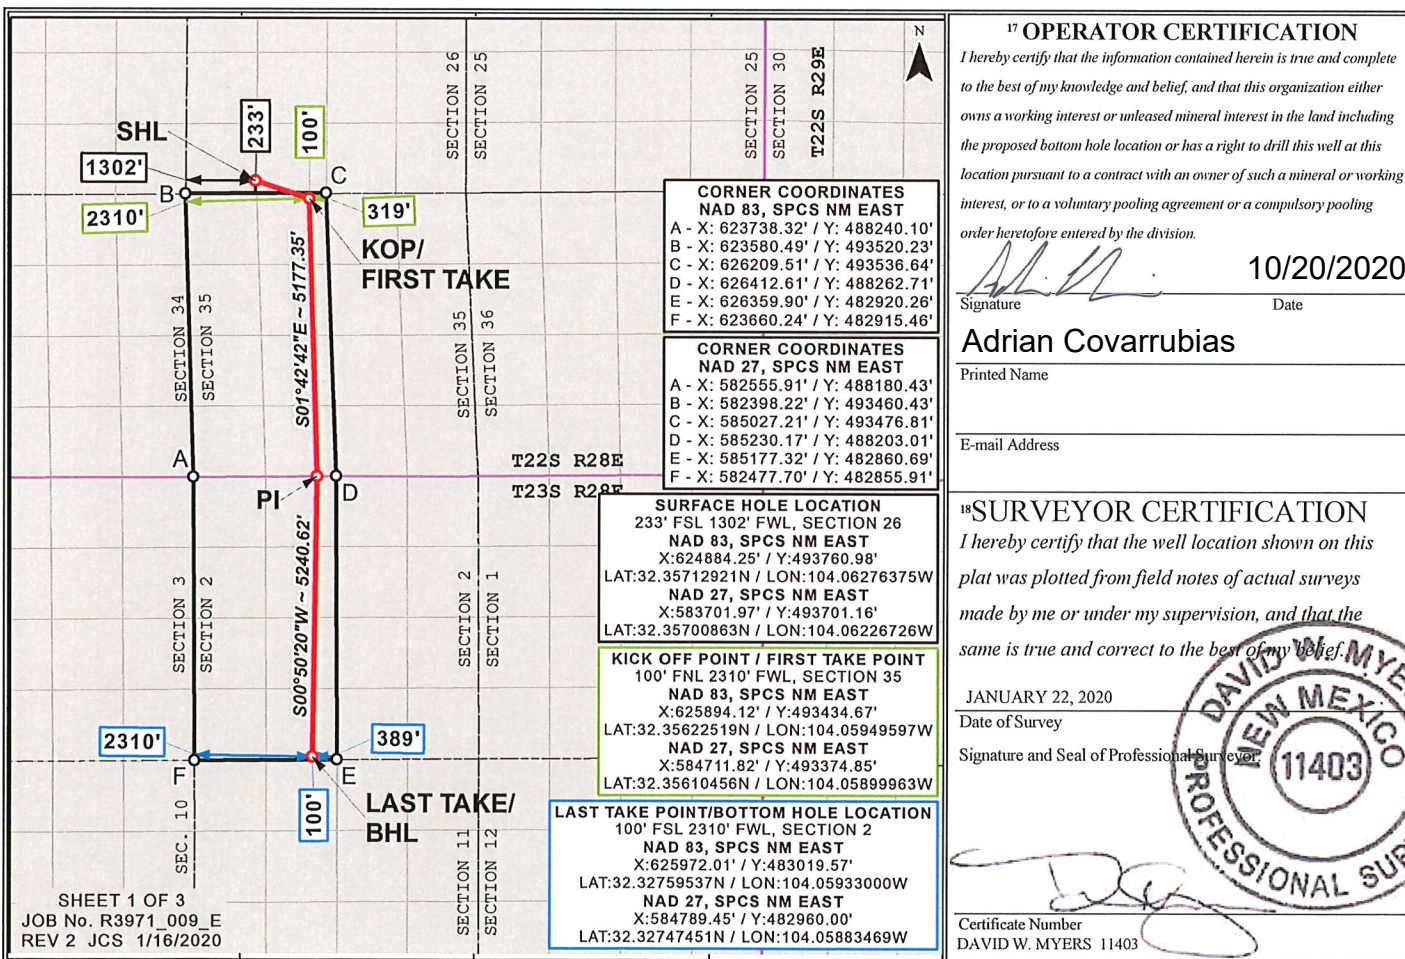 N
SECTION 26
SECTION 25
SECTION 25
SECTION 30
T22S R29E
SHL
233'
100'
1302'
B
C
2310'
319'
KOP/
FIRST TAKE
S01°42'42"E ~ 5177.35'
SECTION 34
SECTION 35
SECTION 35
SECTION 36
A
T22S R28E
T23S R28E
PI
D
S00°50'20"W ~ 5240.62'
SECTION 3
SECTION 2
SECTION 2
SECTION 1
2310'
389'
F
E
100'
LAST TAKE/
BHL
SEC. 10
SECTION 11
SECTION 12
SHEET 1 OF 3
JOB No. R3971_009_E
REV 2 JCS 1/16/2020
CORNER COORDINATES
NAD 83, SPCS NM EAST
A - X: 623738.32' / Y: 488240.10'
B - X: 623580.49' / Y: 493520.23'
C - X: 626209.51' / Y: 493536.64'
D - X: 626412.61' / Y: 488262.71'
E - X: 626359.90' / Y: 482920.26'
F - X: 623660.24' / Y: 482915.46'
CORNER COORDINATES
NAD 27, SPCS NM EAST
A - X: 582555.91' / Y: 488180.43'
B - X: 582398.22' / Y: 493460.43'
C - X: 585027.21' / Y: 493476.81'
D - X: 585230.17' / Y: 488203.01'
E - X: 585177.32' / Y: 482860.69'
F - X: 582477.70' / Y: 482855.91'
SURFACE HOLE LOCATION
233' FSL 1302' FWL, SECTION 26
NAD 83, SPCS NM EAST
X:624884.25' / Y:493760.98'
LAT:32.35712921N / LON:104.06276375W
NAD 27, SPCS NM EAST
X:583701.97' / Y:493701.16'
LAT:32.35700863N / LON:104.06226726W
KICK OFF POINT / FIRST TAKE POINT
100' FNL 2310' FWL, SECTION 35
NAD 83, SPCS NM EAST
X:625894.12' / Y:493434.67'
LAT:32.35622519N / LON:104.05949597W
NAD 27, SPCS NM EAST
X:584711.82' / Y:493374.85'
LAT:32.35610456N / LON:104.05899963W
LAST TAKE POINT/BOTTOM HOLE LOCATION
100' FSL 2310' FWL, SECTION 2
NAD 83, SPCS NM EAST
X:625972.01' / Y:483019.57'
LAT:32.32759537N / LON:104.05933000W
NAD 27, SPCS NM EAST
X:584789.45' / Y:482960.00'
LAT:32.32747451N / LON:104.05883469W
17 OPERATOR CERTIFICATION
I hereby certify that the information contained herein is true and complete
to the best of my knowledge and belief, and that this organization either
owns a working interest or unleased mineral interest in the land including
the proposed bottom hole location or has a right to drill this well at this
location pursuant to a contract with an owner of such a mineral or working
interest, or to a voluntary pooling agreement or a compulsory pooling
order heretofore entered by the division.
10/20/2020
Signature Date
Adrian Covarrubias
Printed Name
E-mail Address
18SURVEYOR CERTIFICATION
I hereby certify that the well location shown on this
plat was plotted from field notes of actual surveys
made by me or under my supervision, and that the
same is true and correct to the best of my belief.
JANUARY 22, 2020
Date of Survey
Signature and Seal of Professional Surveyor:
DAVID W. MYE
NEW MEXICO
11403
PROFESSIONAL SUR
Certificate Number
DAVID W. MYERS 11403